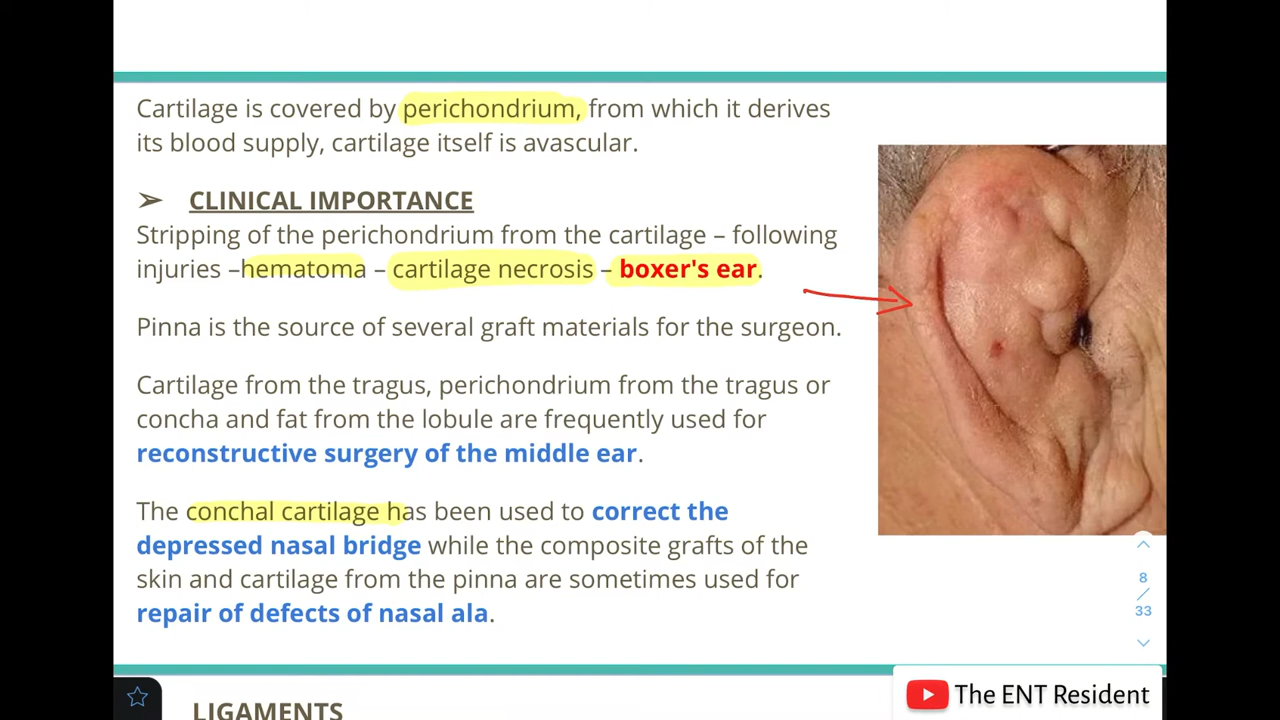 Cartilage is covered by perichondrium, from which it derives
its blood supply, cartilage itself is avascular.
➢ CLINICAL IMPORTANCE
Stripping of the perichondrium from the cartilage – following
injuries –hematoma – cartilage necrosis – boxer's ear.
Pinna is the source of several graft materials for the surgeon.
Cartilage from the tragus, perichondrium from the tragus or
concha and fat from the lobule are frequently used for
reconstructive surgery of the middle ear.
The conchal cartilage has been used to correct the
depressed nasal bridge while the composite grafts of the
skin and cartilage from the pinna are sometimes used for
repair of defects of nasal ala.
8
/
33
The ENT Resident
LIGAMENTS